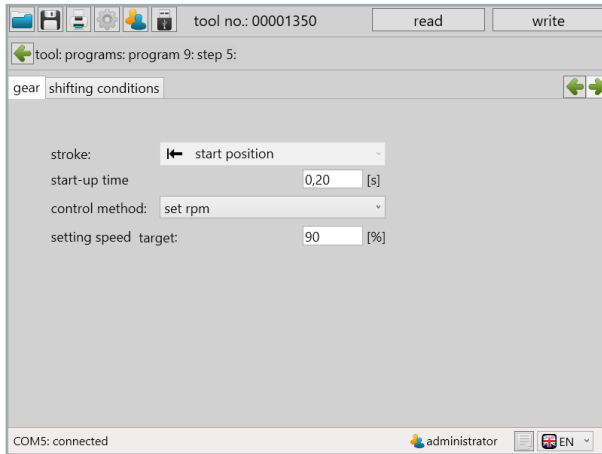 tool no.: 00001350 read write
tool: programs: program 9: step 5:
gear shifting conditions
stroke: start position
start-up time 0,20 [s]
control method: set rpm
setting speed target: 90 [%]
COM5: connected administrator EN